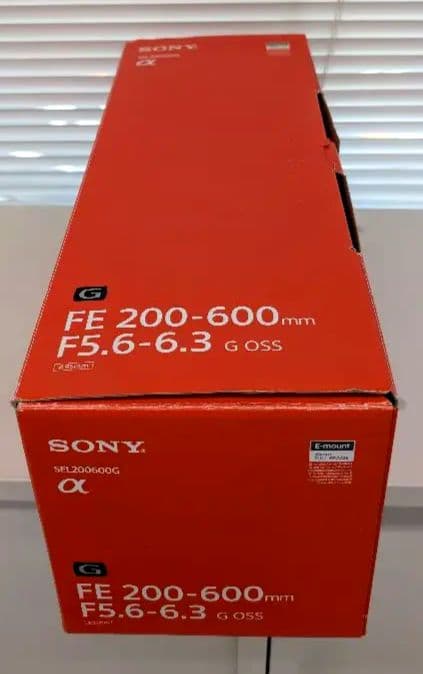 SONY
α
G
FE 200-600mm
F5.6-6.3 G OSS
SONY
SEL200600G
α
E-mount
G
FE 200-600mm
F5.6-6.3 G OSS